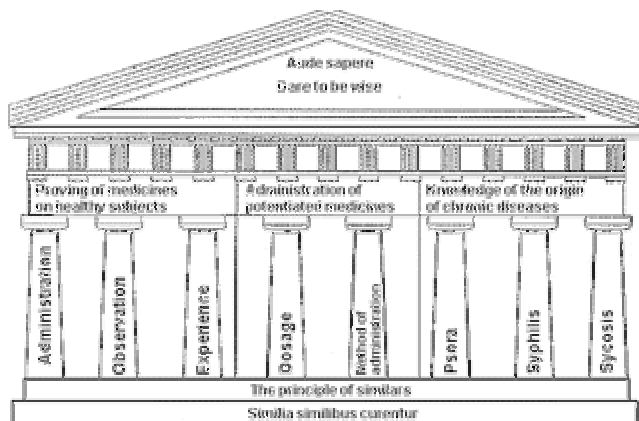 Aude sapere
Dare to be wise
Proving of medicines
on healthy subjects
Administration of
potentiated medicines
Knowledge of the origin
of chronic diseases
Administration
Observation
Experience
Dosage
Method of
administration
Psora
Syphilis
Sycosis
The principle of similars
Similia similibus curentur